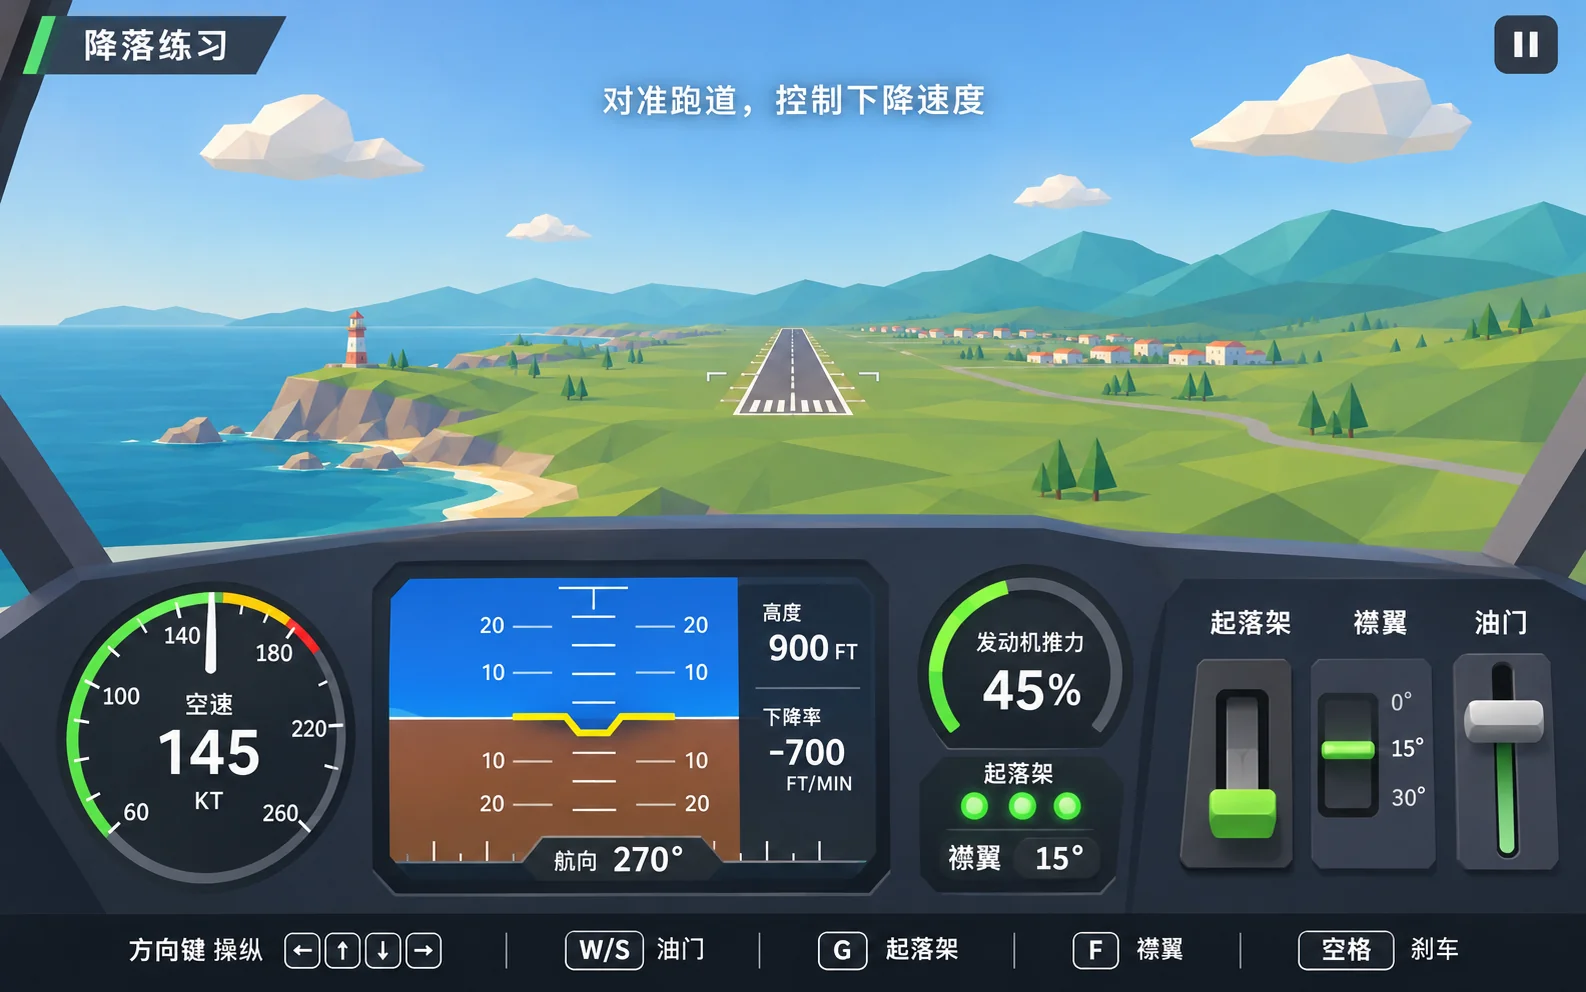 降落练习
对准跑道，控制下降速度
60
100
140
180
220
260
空速
145
KT
20 20
10 10
10 10
20 20
航向 270°
高度
900 FT
下降率
-700
FT/MIN
发动机推力
45%
起落架
襟翼 15°
起落架 襟翼 油门
0°
15°
30°
方向键 操纵 ← ↑ ↓ → | W/S 油门 | G 起落架 | F 襟翼 | 空格 刹车